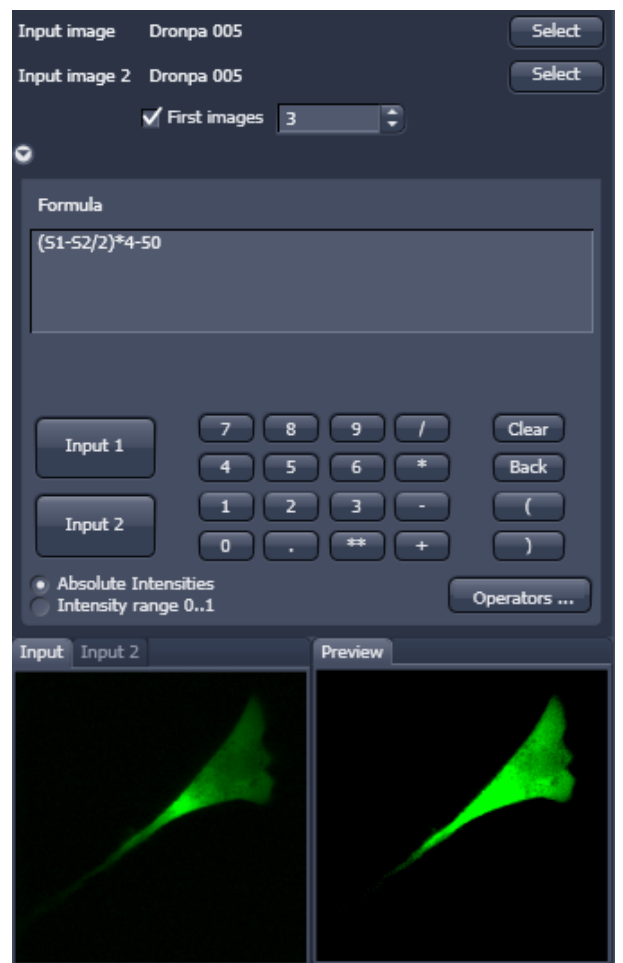 Input image Dronpa 005 Select
Input image 2 Dronpa 005 Select
First images 3
Formula
(S1-S2/2)*4-50
Input 1 7 8 9 / Clear
4 5 6 * Back
Input 2 1 2 3 - (
0 . ** + )
Absolute Intensities
Intensity range 0..1 Operators ...
Input Input 2 Preview